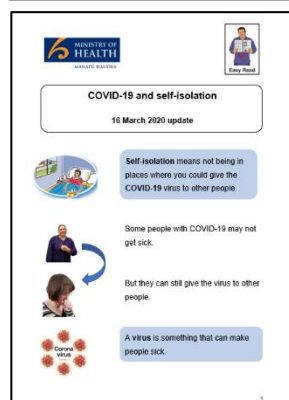 MINISTRY OF
HEALTH
MANATŪ HAUORA
Easy Read
COVID-19 and self-isolation
16 March 2020 update
Self-isolation means not being in
places where you could give the
COVID-19 virus to other people.
Some people with COVID-19 may not
get sick.
But they can still give the virus to other
people.
Corona
virus
A virus is something that can make
people sick.
1